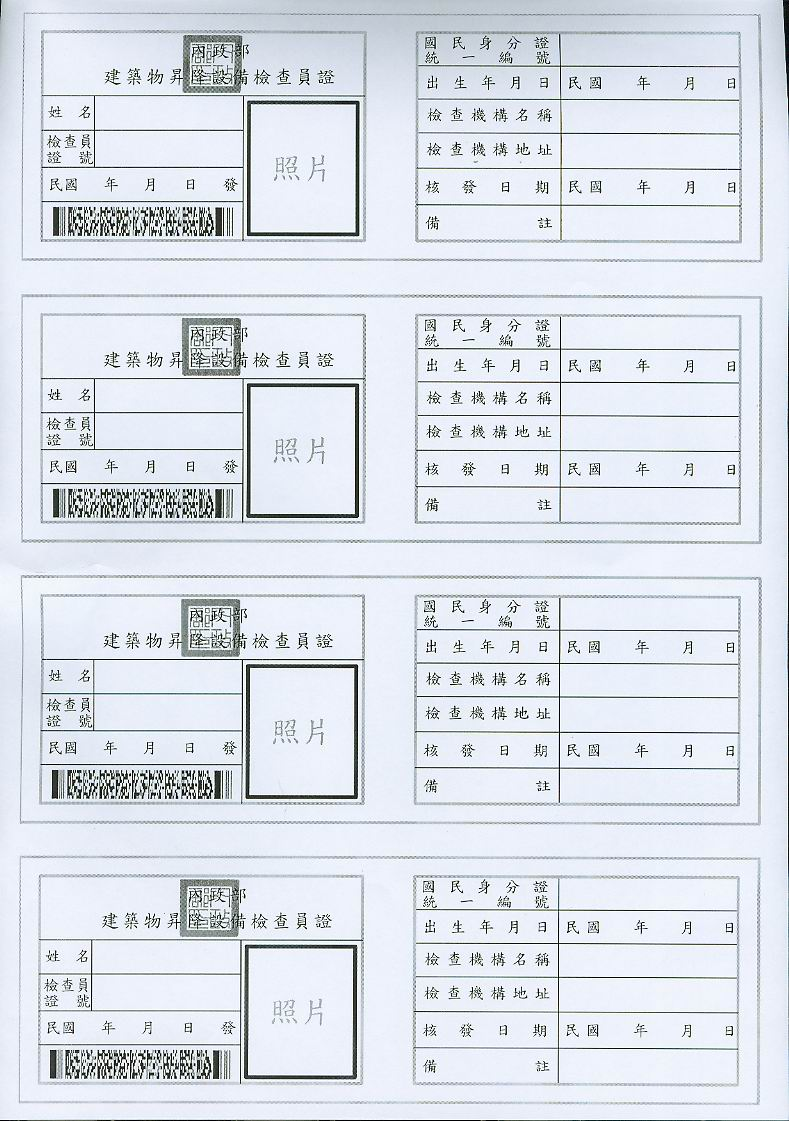 內政部
建築物昇降設備檢查員證
姓名
檢查員
證號
照片
民國 年 月 日 發
國民身分證
統一編號
出生年月日 民國 年 月 日
檢查機構名稱
檢查機構地址
核發日期 民國 年 月 日
備註
內政部
建築物昇降設備檢查員證
姓名
檢查員
證號
照片
民國 年 月 日 發
國民身分證
統一編號
出生年月日 民國 年 月 日
檢查機構名稱
檢查機構地址
核發日期 民國 年 月 日
備註
內政部
建築物昇降設備檢查員證
姓名
檢查員
證號
照片
民國 年 月 日 發
國民身分證
統一編號
出生年月日 民國 年 月 日
檢查機構名稱
檢查機構地址
核發日期 民國 年 月 日
備註
內政部
建築物昇降設備檢查員證
姓名
檢查員
證號
照片
民國 年 月 日 發
國民身分證
統一編號
出生年月日 民國 年 月 日
檢查機構名稱
檢查機構地址
核發日期 民國 年 月 日
備註